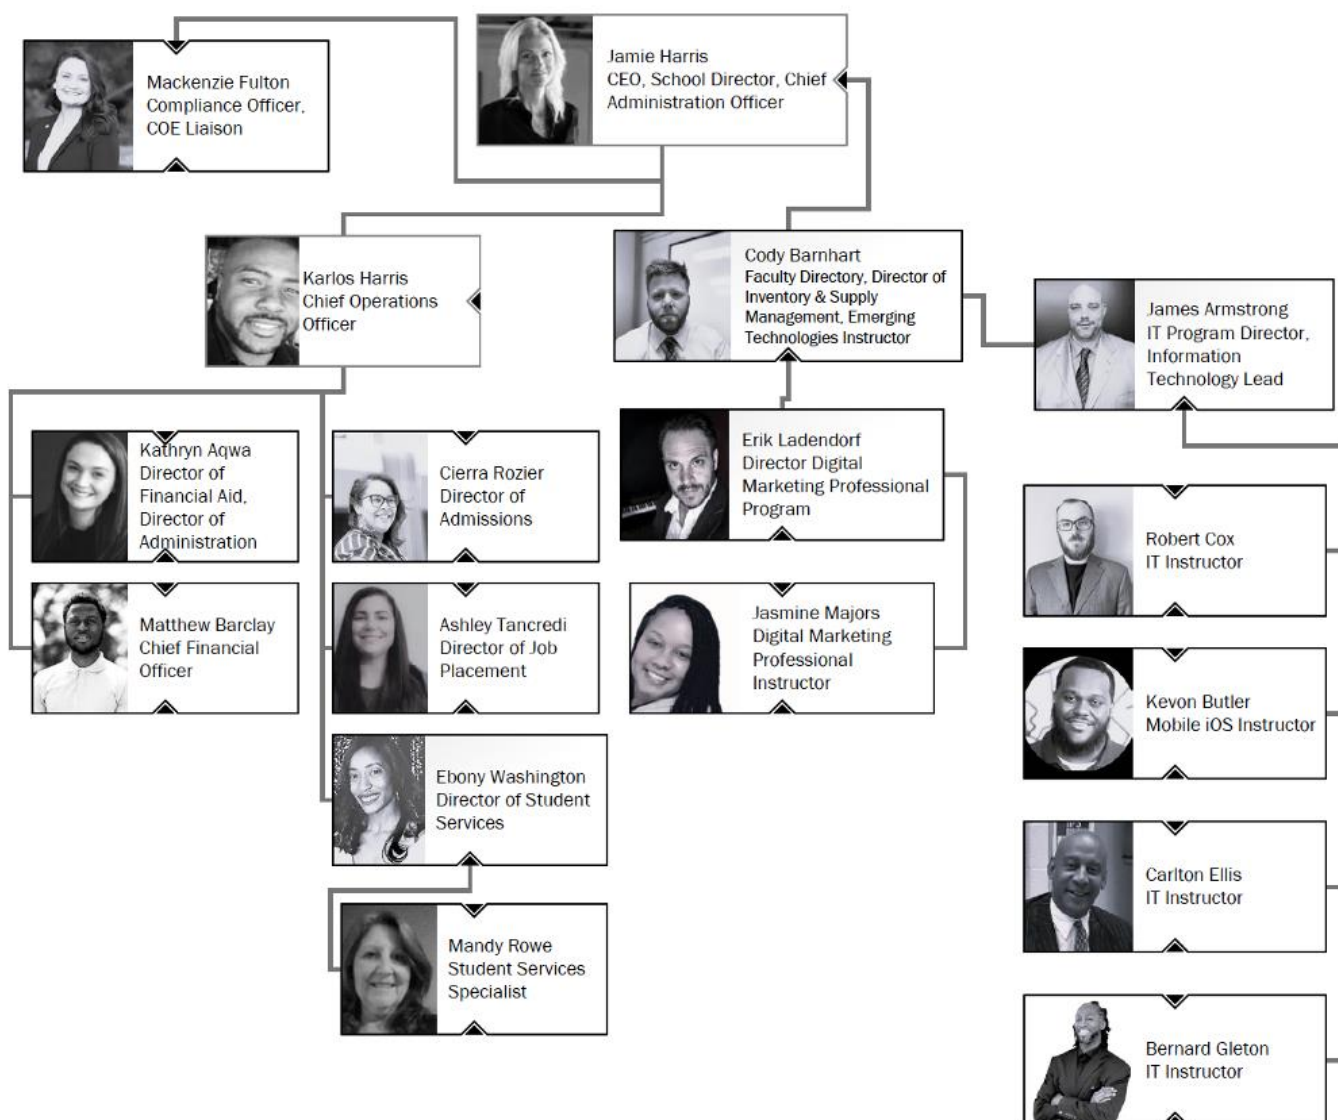 Mackenzie Fulton
Compliance Officer,
COE Liaison
Jamie Harris
CEO, School Director, Chief
Administration Officer
Karlos Harris
Chief Operations
Officer
Cody Barnhart
Faculty Directory, Director of
Inventory & Supply
Management, Emerging
Technologies Instructor
James Armstrong
IT Program Director,
Information
Technology Lead
Kathryn Aqwa
Director of
Financial Aid,
Director of
Administration
Cierra Rozier
Director of
Admissions
Erik Ladendorf
Director Digital
Marketing Professional
Program
Robert Cox
IT Instructor
Matthew Barclay
Chief Financial
Officer
Ashley Tancredi
Director of Job
Placement
Jasmine Majors
Digital Marketing
Professional
Instructor
Kevon Butler
Mobile iOS Instructor
Ebony Washington
Director of Student
Services
Carlton Ellis
IT Instructor
Mandy Rowe
Student Services
Specialist
Bernard Gleton
IT Instructor